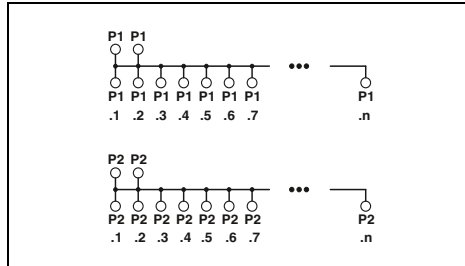 P1 P1
P1 P1 P1 P1 P1 P1 P1 P1
.1 .2 .3 .4 .5 .6 .7 .n
P2 P2
P2 P2 P2 P2 P2 P2 P2 P2
.1 .2 .3 .4 .5 .6 .7 .n